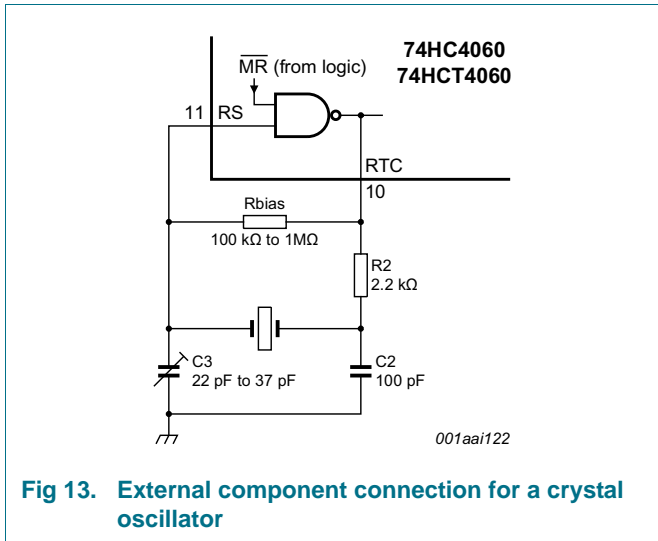 74HC4060
74HCT4060
MR (from logic)
11 RS
RTC
10
Rbias
100 kΩ to 1MΩ
R2
2.2 kΩ
C3
22 pF to 37 pF
C2
100 pF
001aai122
Fig 13. External component connection for a crystal
oscillator